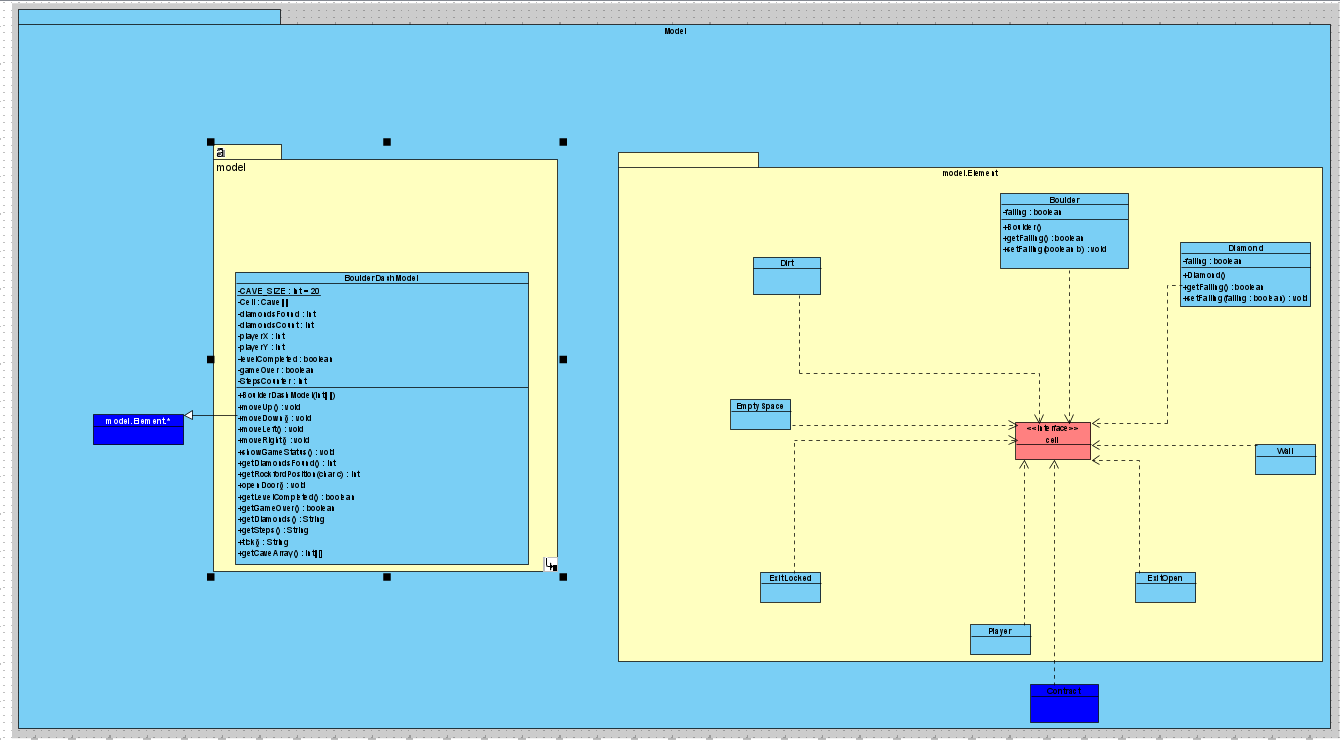 Model
model
BoulderDashModel
-CAVE_SIZE : Int = 20
-Cell : Cave[][]
-diamondsFound : Int
-diamondsCount : Int
-playerX : Int
-playerY : Int
-levelCompleted : boolean
-gameOver : boolean
-StepsCounter : Int
+BoulderDashModel(Int[][])
+moveUp() : void
+moveDown() : void
+moveLeft() : void
+moveRight() : void
+showGameStatus() : void
+getDiamondsFound() : Int
+getRockfordPosition(char c) : Int
+openDoor() : void
+getLevelCompleted() : boolean
+getGameOver() : boolean
+getDiamonds() : String
+getSteps() : String
+tick() : String
+getCaveArray() : Int[][]
model.Element.*
model.Element
Boulder
-falling : boolean
+Boulder()
+getFalling() : boolean
+setFalling(boolean b) : void
Diamond
-falling : boolean
+Diamond()
+getFalling() : boolean
+setFalling(falling : boolean) : void
Dirt
EmptySpace
<<Interface>>
cell
Wall
ExitLocked
ExitOpen
Player